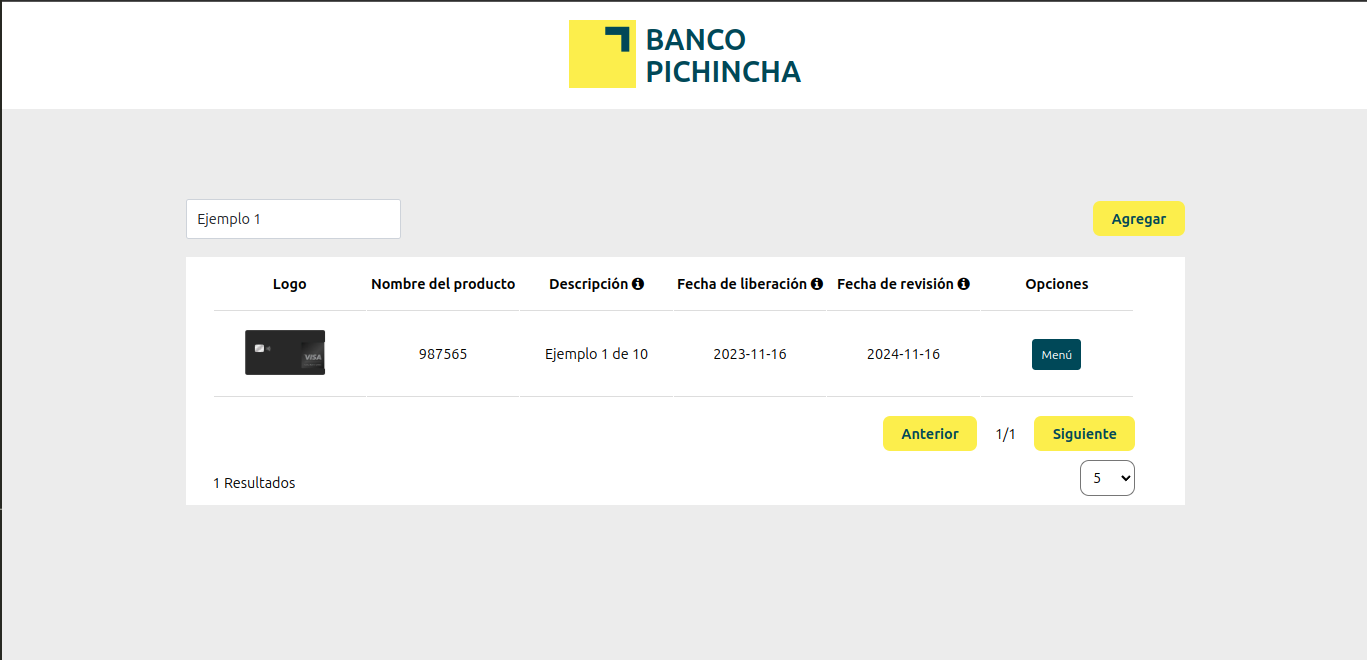 BANCO
PICHINCHA
Ejemplo 1
Agregar
Logo Nombre del producto Descripción Fecha de liberación Fecha de revisión Opciones
VISA
987565 Ejemplo 1 de 10 2023-11-16 2024-11-16 Menú
Anterior 1/1 Siguiente
1 Resultados 5